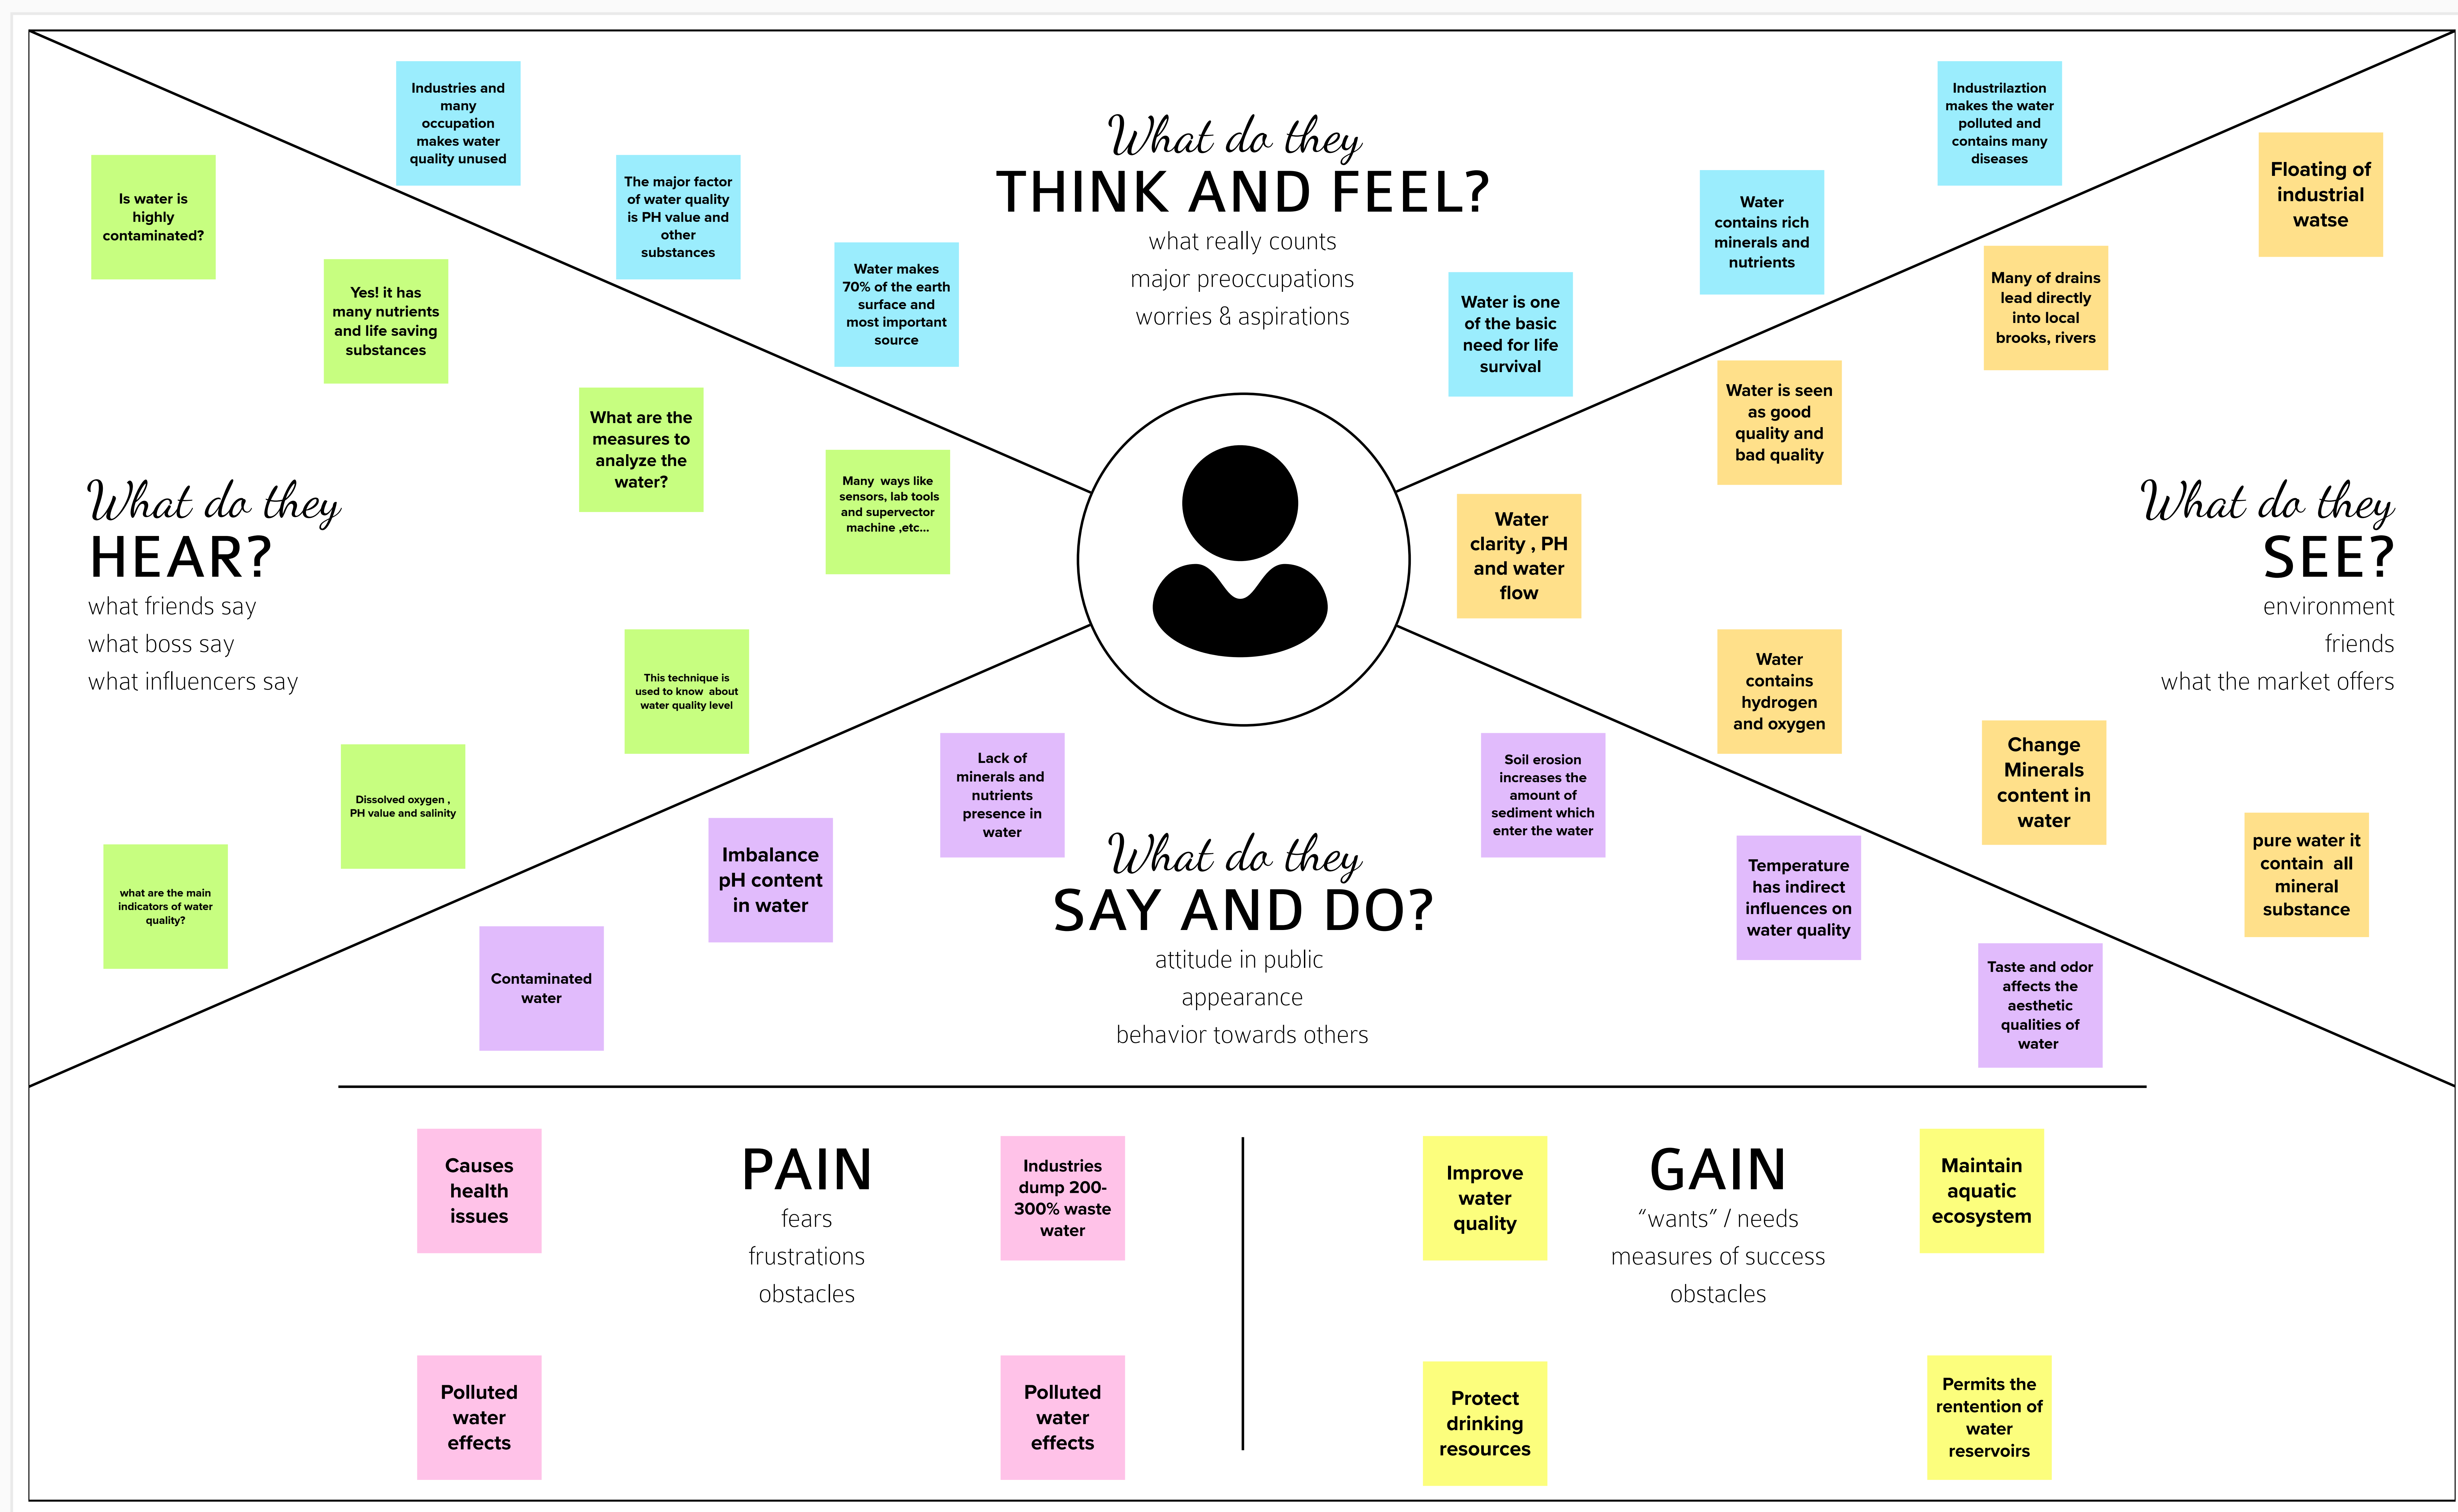 What do they
THINK AND FEEL?
what really counts
major preoccupations
worries & aspirations
Industries and
many
occupation
makes water
quality unused
The major factor
of water quality
is PH value and
other
substances
Water makes
70% of the earth
surface and
most important
source
Water is one
of the basic
need for life
survival
Water
contains rich
minerals and
nutrients
Industrilaztion
makes the water
polluted and
contains many
diseases
What do they
HEAR?
what friends say
what boss say
what influencers say
Is water is
highly
contaminated?
Yes! it has
many nutrients
and life saving
substances
What are the
measures to
analyze the
water?
Many ways like
sensors, lab tools
and supervector
machine ,etc...
This technique is
used to know about
water quality level
Dissolved oxygen ,
PH value and salinity
what are the main
indicators of water
quality?
What do they
SEE?
environment
friends
what the market offers
Floating of
industrial
watse
Many of drains
lead directly
into local
brooks, rivers
Water is seen
as good
quality and
bad quality
Water
clarity , PH
and water
flow
Water
contains
hydrogen
and oxygen
Change
Minerals
content in
water
pure water it
contain all
mineral
substance
What do they
SAY AND DO?
attitude in public
appearance
behavior towards others
Lack of
minerals and
nutrients
presence in
water
Imbalance
pH content
in water
Contaminated
water
Soil erosion
increases the
amount of
sediment which
enter the water
Temperature
has indirect
influences on
water quality
Taste and odor
affects the
aesthetic
qualities of
water
PAIN
fears
frustrations
obstacles
Causes
health
issues
Industries
dump 200-
300% waste
water
Polluted
water
effects
Polluted
water
effects
GAIN
“wants” / needs
measures of success
obstacles
Improve
water
quality
Maintain
aquatic
ecosystem
Protect
drinking
resources
Permits the
rentention of
water
reservoirs